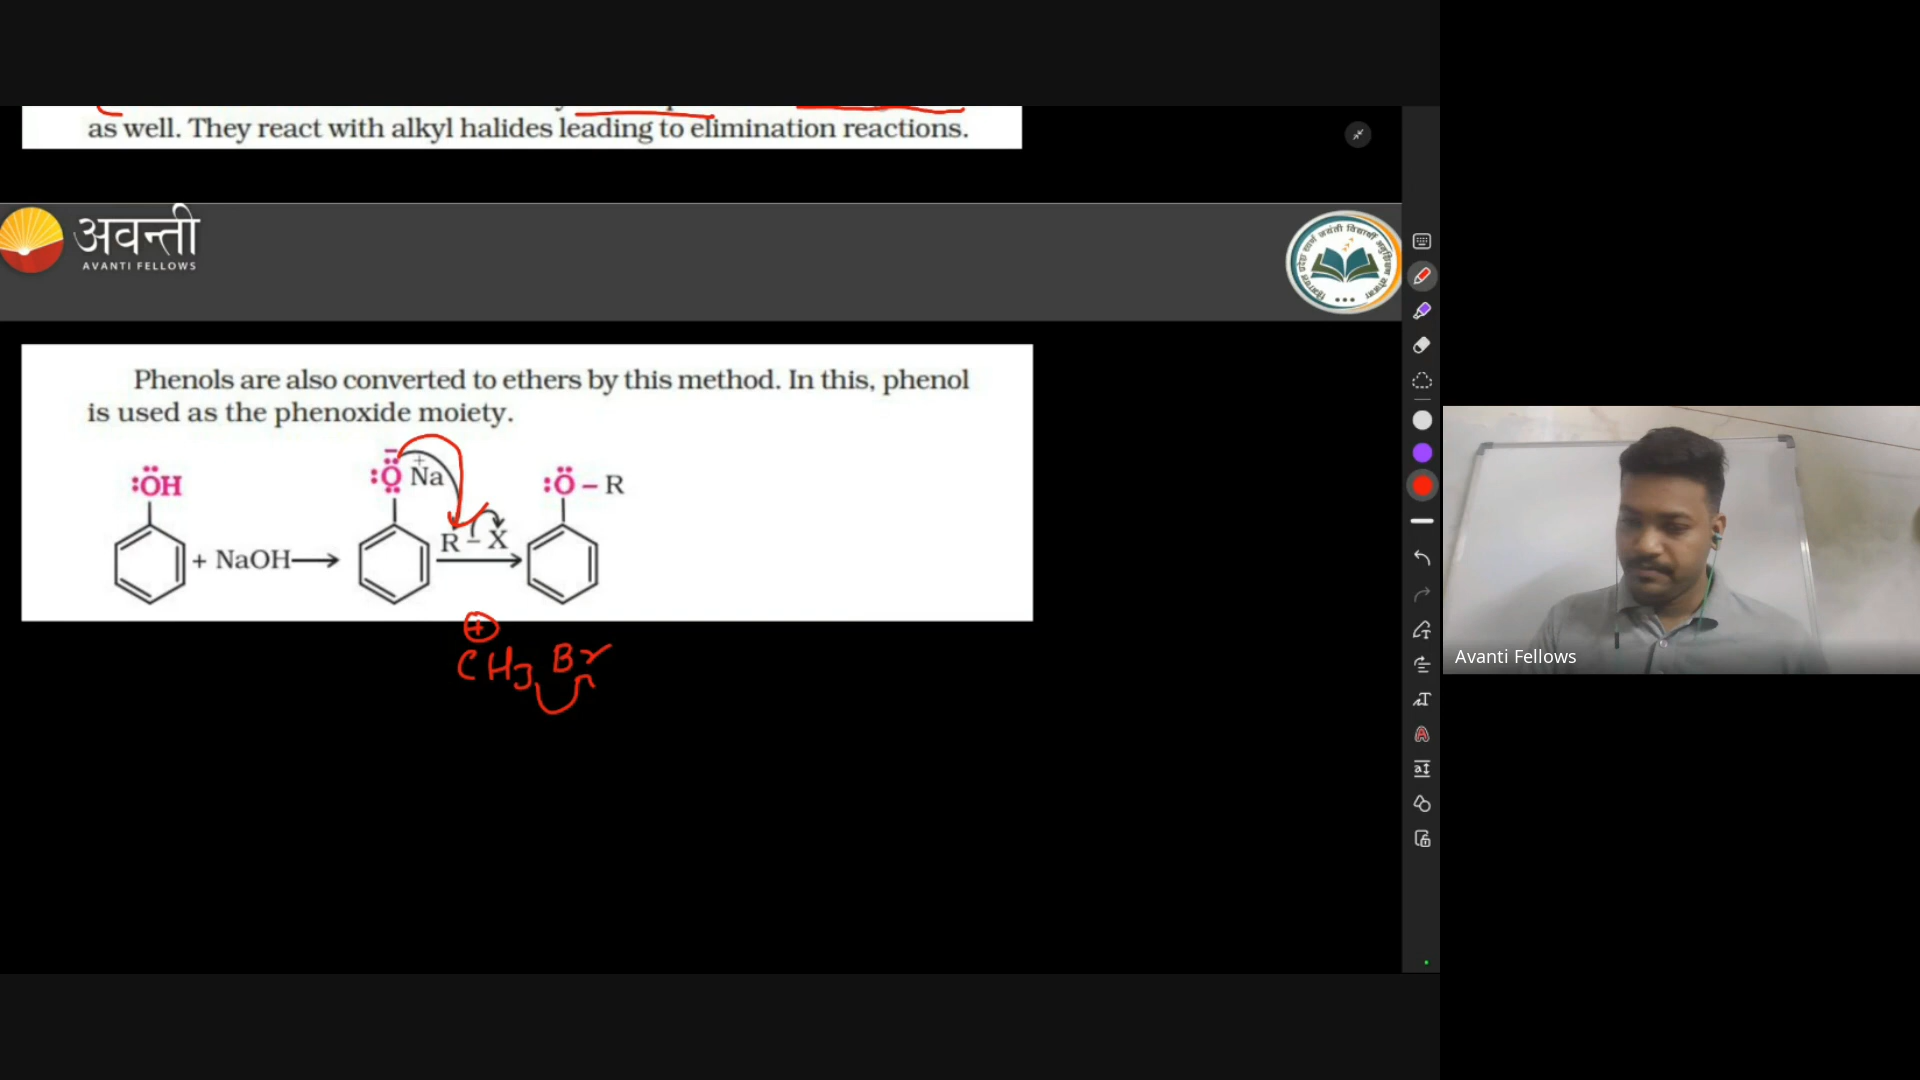 as well. They react with alkyl halides leading to elimination reactions.
अवन्ती
AVANTI FELLOWS
Phenols are also converted to ethers by this method. In this, phenol
is used as the phenoxide moiety.
:ÖH
:Ö: Na
:Ö – R
+ NaOH⟶
R – X
⊕
CH3 Br
Avanti Fellows